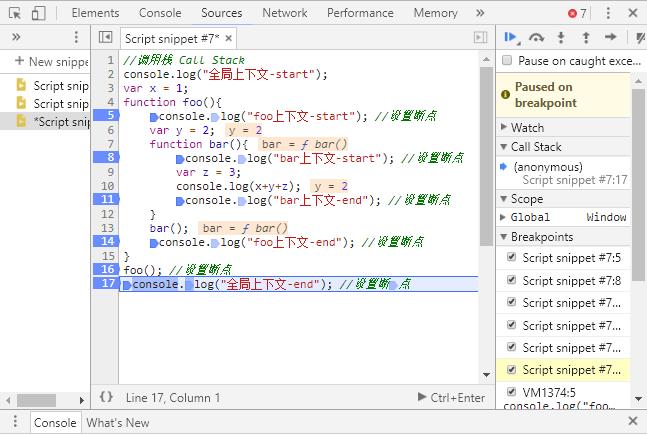 Elements Console Sources Network Performance Memory » 7
» Script snippet #7* ×
New snippe
Script snip
Script snip
*Script snip
1 //调用栈 Call Stack
2 console.log("全局上下文-start");
3 var x = 1;
4 function foo(){
5 console.log("foo上下文-start"); //设置断点
6 var y = 2; y = 2
7 function bar(){ bar = ƒ bar()
8 console.log("bar上下文-start"); //设置断点
9 var z = 3;
10 console.log(x+y+z); y = 2
11 console.log("bar上下文-end"); //设置断点
12 }
13 bar(); bar = ƒ bar()
14 console.log("foo上下文-end"); //设置断点
15 }
16 foo(); //设置断点
17 console.log("全局上下文-end"); //设置断点
{} Line 17, Column 1 Ctrl+Enter
Pause on caught exce...
Paused on
breakpoint
Watch
Call Stack
(anonymous)
Script snippet #7:17
Scope
Global Window
Breakpoints
Script snippet #7:5
Script snippet #7:8
Script snippet #7...
Script snippet #7...
Script snippet #7...
Script snippet #7...
VM1374:5
console.log("foo...
Console What's New